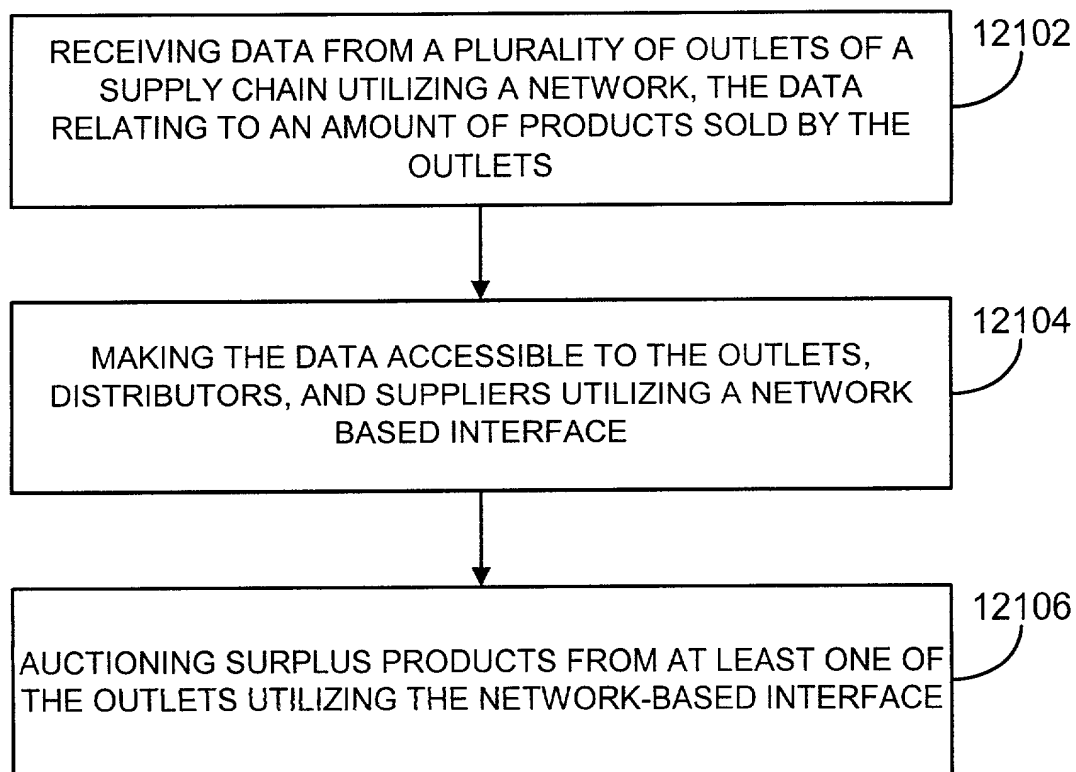 RECEIVING DATA FROM A PLURALITY OF OUTLETS OF A
SUPPLY CHAIN UTILIZING A NETWORK, THE DATA
RELATING TO AN AMOUNT OF PRODUCTS SOLD BY THE
OUTLETS
12102
MAKING THE DATA ACCESSIBLE TO THE OUTLETS,
DISTRIBUTORS, AND SUPPLIERS UTILIZING A NETWORK
BASED INTERFACE
12104
AUCTIONING SURPLUS PRODUCTS FROM AT LEAST ONE OF
THE OUTLETS UTILIZING THE NETWORK-BASED INTERFACE
12106